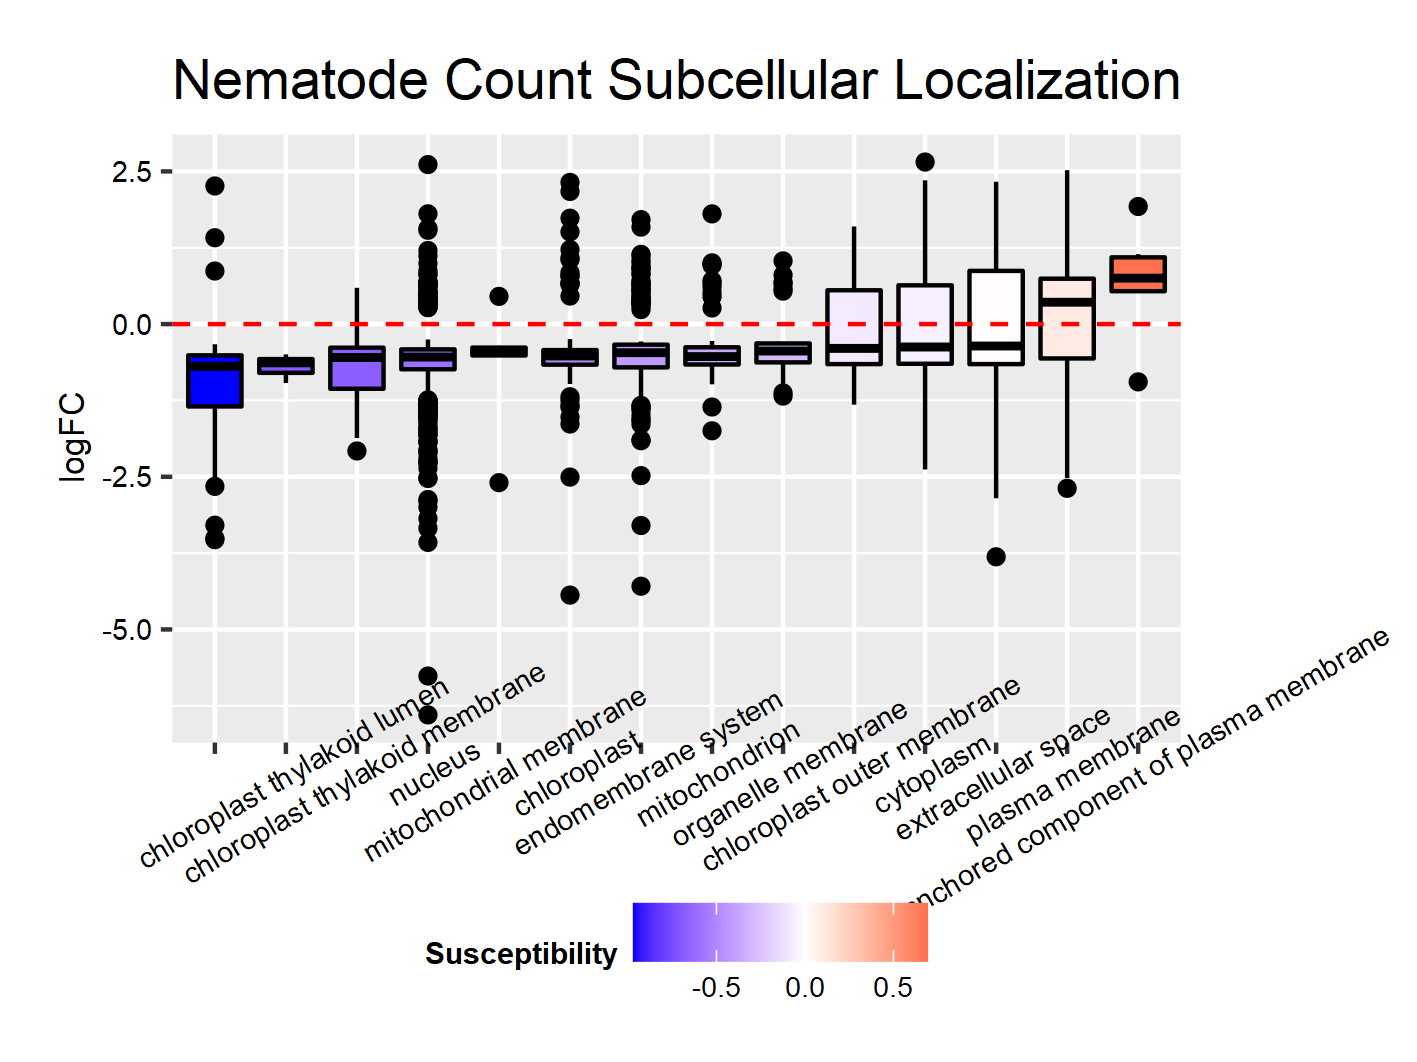 Nematode Count Subcellular Localization
logFC
2.5
0.0
-2.5
-5.0
chloroplast thylakoid lumen
chloroplast thylakoid membrane
nucleus
mitochondrial membrane
chloroplast
endomembrane system
mitochondrion
organelle membrane
chloroplast outer membrane
cytoplasm
extracellular space
plasma membrane
anchored component of plasma membrane
Susceptibility
-0.5
0.0
0.5